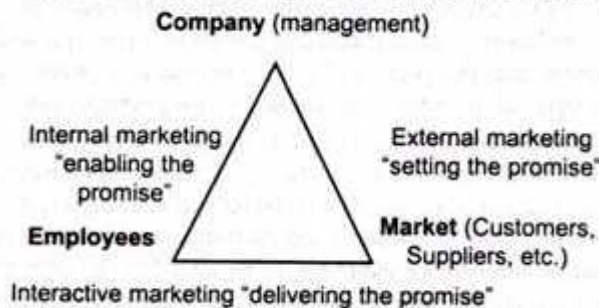 Company (management)
Internal marketing
"enabling the
promise"
External marketing
"setting the promise"
Employees
Market (Customers,
Suppliers, etc.)
Interactive marketing "delivering the promise"